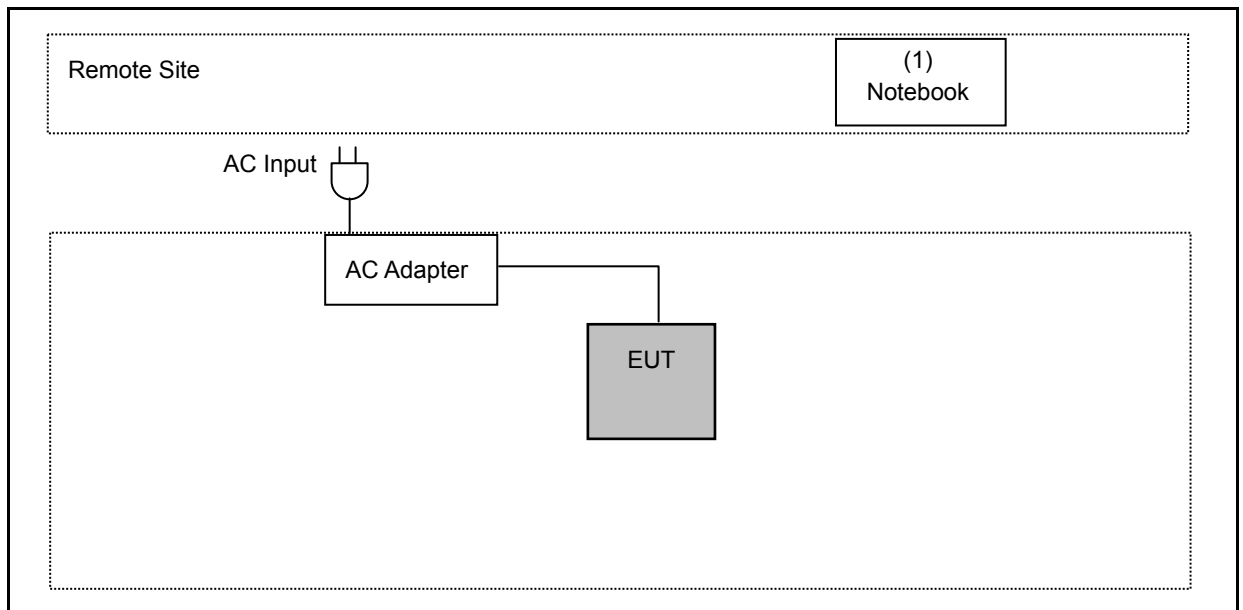 Remote Site
(1)
Notebook
AC Input
AC Adapter
EUT